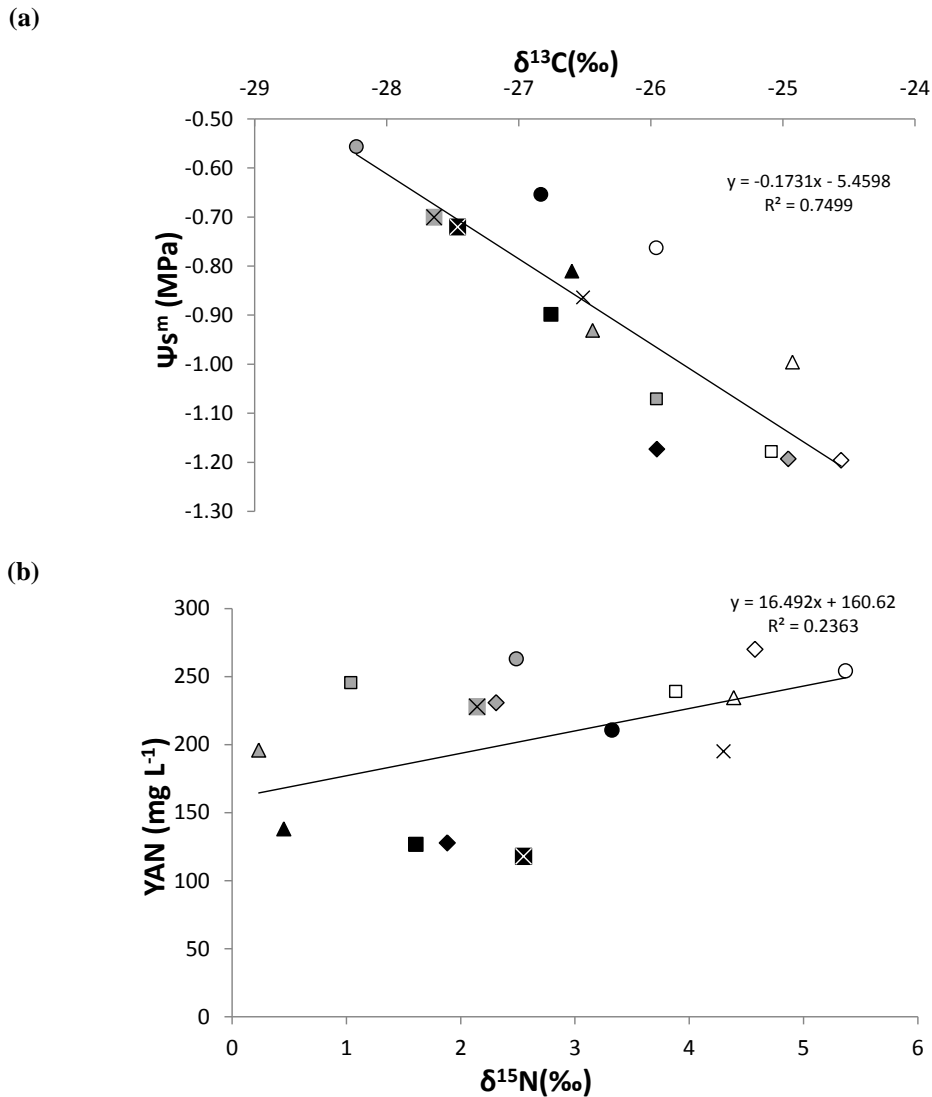 (a)
δ¹³C(‰)
-29 -28 -27 -26 -25 -24
-0.50
-0.60
-0.70
-0.80
-0.90
-1.00
-1.10
-1.20
-1.30
Ψsᵐ (MPa)
y = -0.1731x - 5.4598
R² = 0.7499
(b)
y = 16.492x + 160.62
R² = 0.2363
300
250
200
150
100
50
0
YAN (mg L⁻¹)
0 1 2 3 4 5 6
δ¹⁵N(‰)